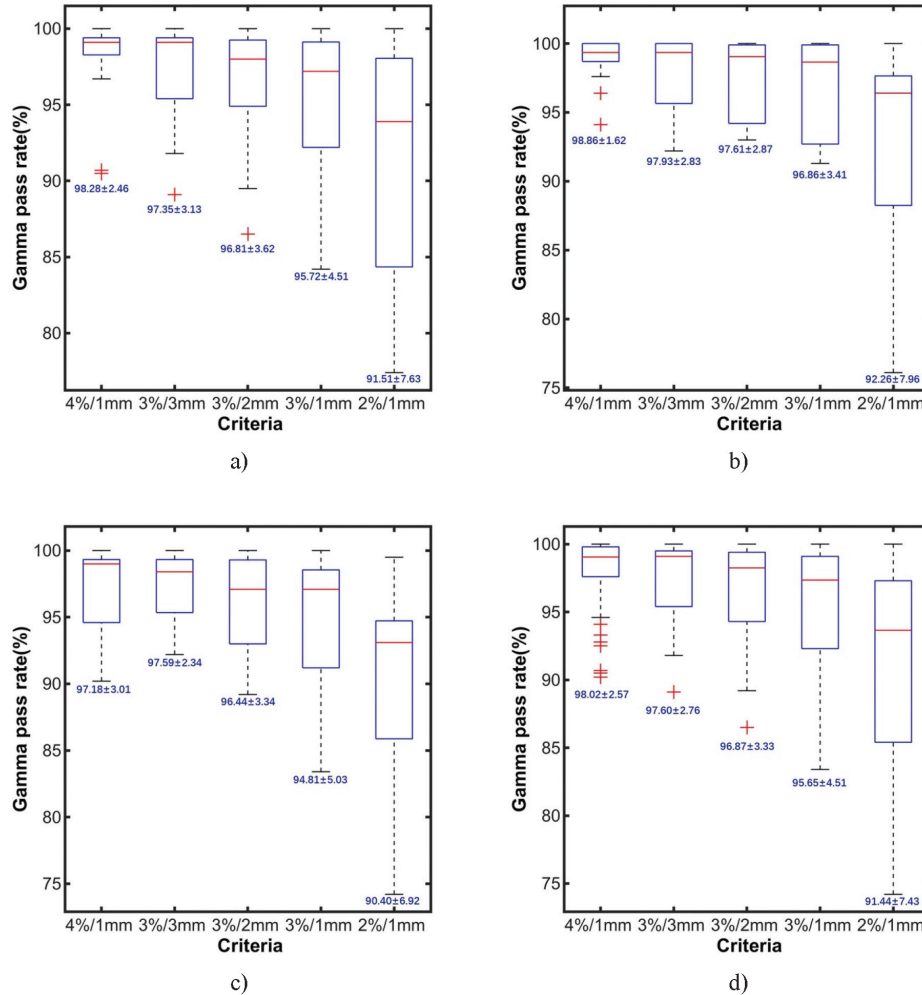 Gamma pass rate(%)
100
95
90
85
80
98.28±2.46
97.35±3.13
96.81±3.62
95.72±4.51
91.51±7.63
4%/1mm 3%/3mm 3%/2mm 3%/1mm 2%/1mm
Criteria
a)
Gamma pass rate(%)
100
95
90
85
80
75
98.86±1.62
97.93±2.83
97.61±2.87
96.86±3.41
92.26±7.96
4%/1mm 3%/3mm 3%/2mm 3%/1mm 2%/1mm
Criteria
b)
Gamma pass rate(%)
100
95
90
85
80
75
97.18±3.01
97.59±2.34
96.44±3.34
94.81±5.03
90.40±6.92
4%/1mm 3%/3mm 3%/2mm 3%/1mm 2%/1mm
Criteria
c)
Gamma pass rate(%)
100
95
90
85
80
75
98.02±2.57
97.60±2.76
96.87±3.33
95.65±4.51
91.44±7.43
4%/1mm 3%/3mm 3%/2mm 3%/1mm 2%/1mm
Criteria
d)